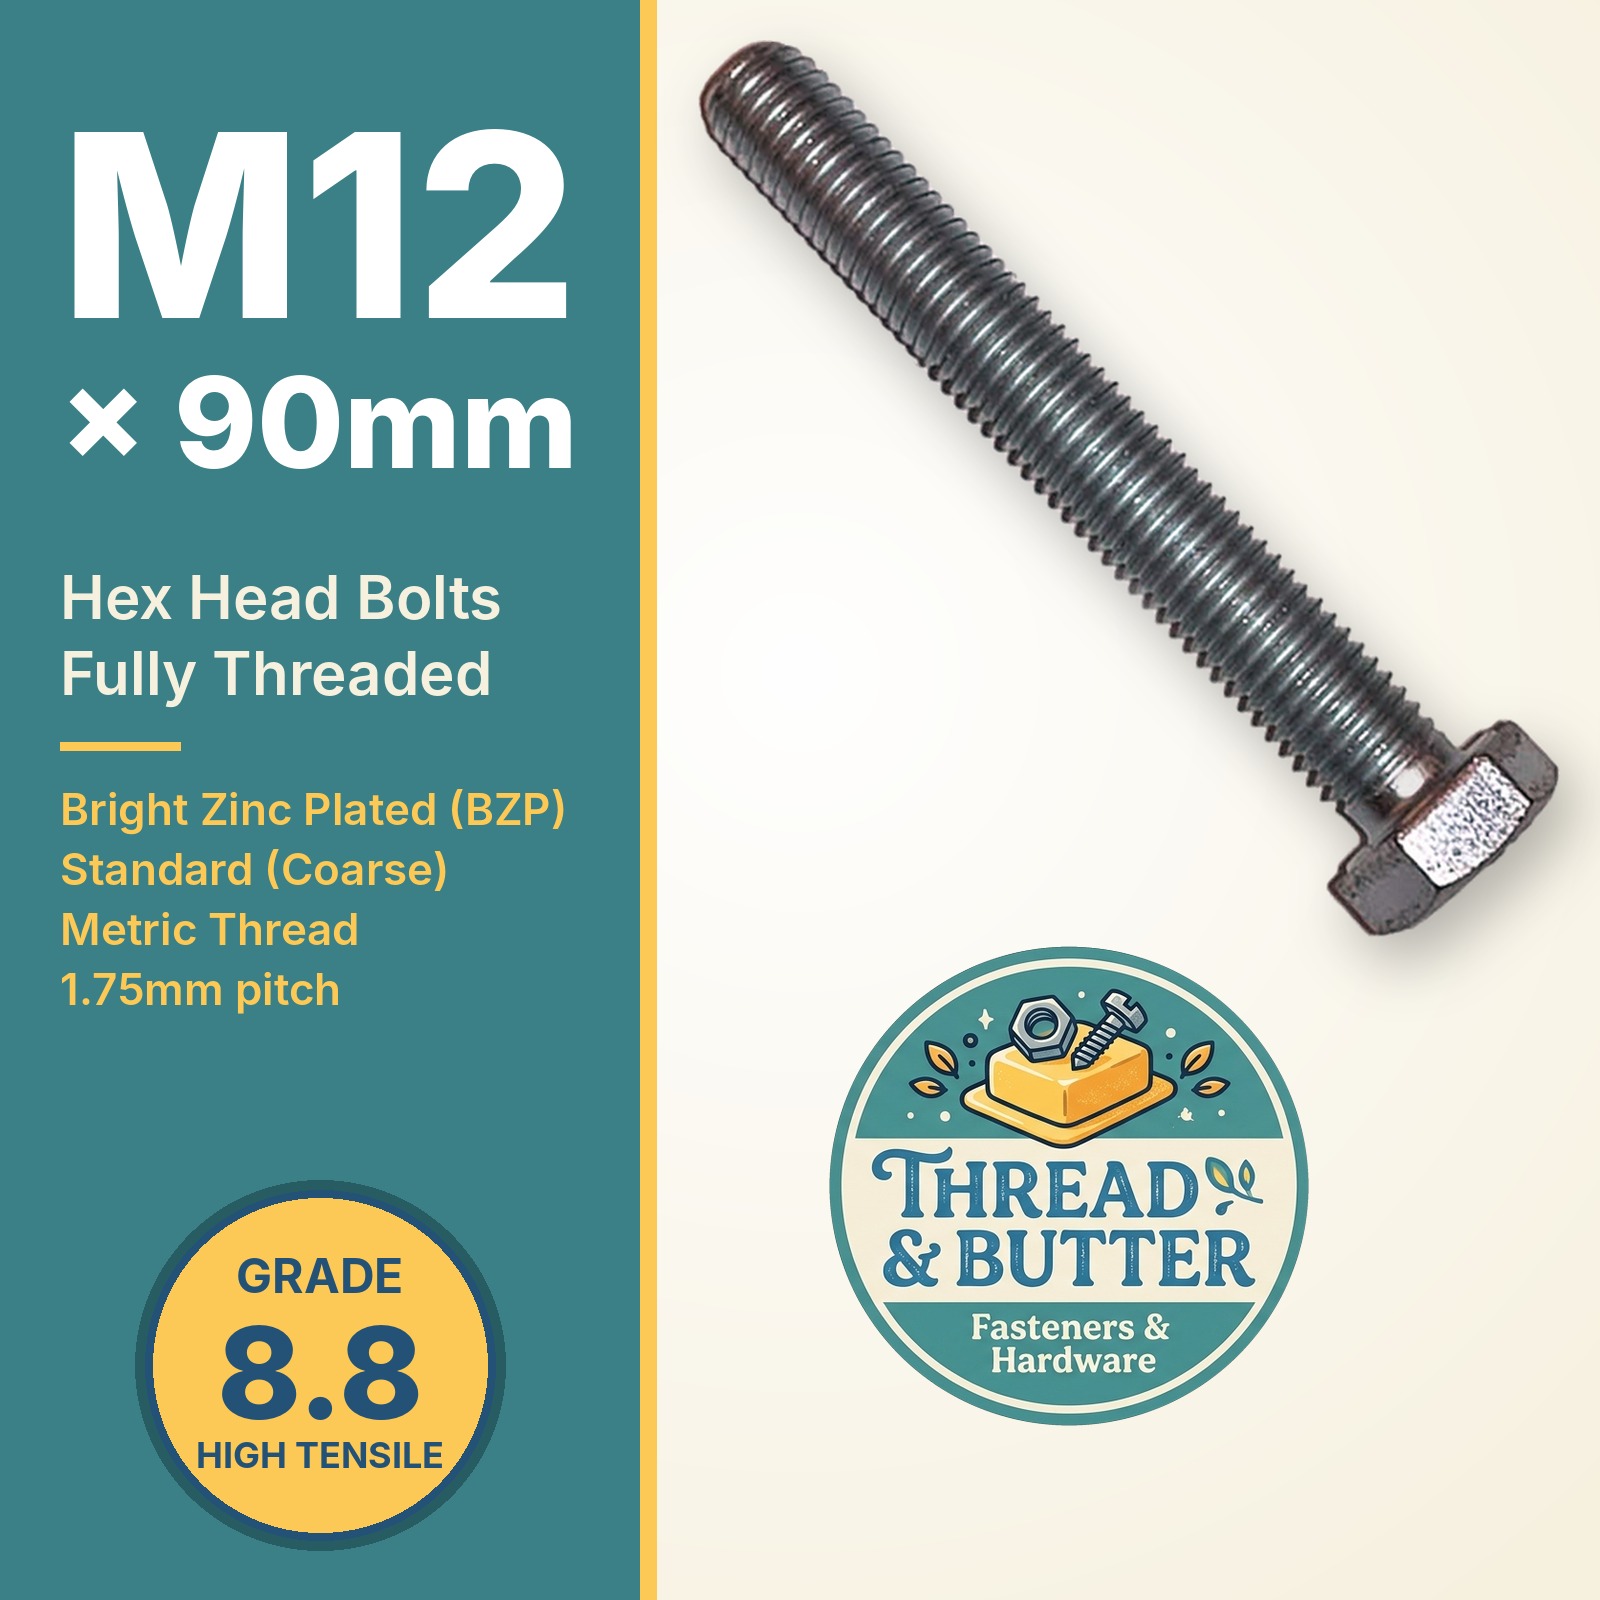 M12
× 90mm
Hex Head Bolts
Fully Threaded
Bright Zinc Plated (BZP)
Standard (Coarse)
Metric Thread
1.75mm pitch
GRADE
8.8
HIGH TENSILE
THREAD
& BUTTER
Fasteners &
Hardware